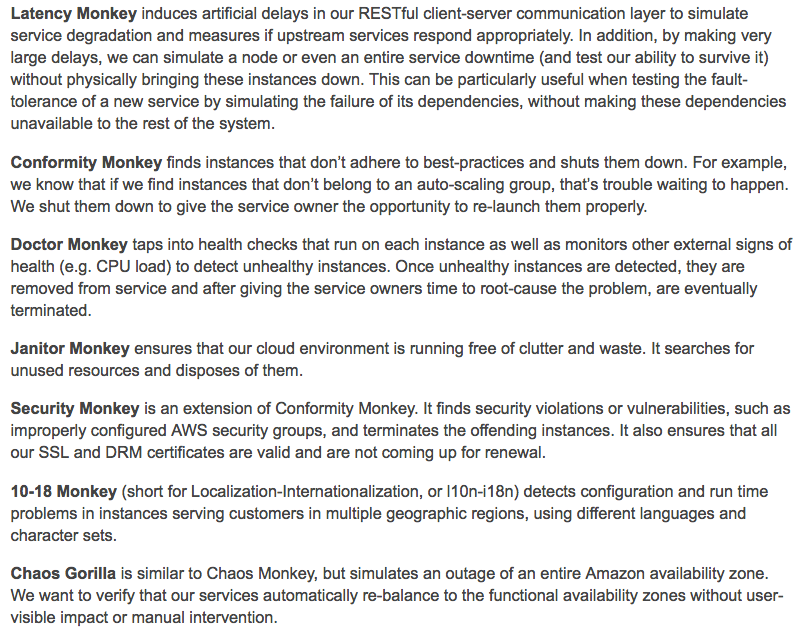 Latency Monkey induces artificial delays in our RESTful client-server communication layer to simulate
service degradation and measures if upstream services respond appropriately. In addition, by making very
large delays, we can simulate a node or even an entire service downtime (and test our ability to survive it)
without physically bringing these instances down. This can be particularly useful when testing the fault-
tolerance of a new service by simulating the failure of its dependencies, without making these dependencies
unavailable to the rest of the system.
Conformity Monkey finds instances that don’t adhere to best-practices and shuts them down. For example,
we know that if we find instances that don’t belong to an auto-scaling group, that’s trouble waiting to happen.
We shut them down to give the service owner the opportunity to re-launch them properly.
Doctor Monkey taps into health checks that run on each instance as well as monitors other external signs of
health (e.g. CPU load) to detect unhealthy instances. Once unhealthy instances are detected, they are
removed from service and after giving the service owners time to root-cause the problem, are eventually
terminated.
Janitor Monkey ensures that our cloud environment is running free of clutter and waste. It searches for
unused resources and disposes of them.
Security Monkey is an extension of Conformity Monkey. It finds security violations or vulnerabilities, such as
improperly configured AWS security groups, and terminates the offending instances. It also ensures that all
our SSL and DRM certificates are valid and are not coming up for renewal.
10-18 Monkey (short for Localization-Internationalization, or l10n-i18n) detects configuration and run time
problems in instances serving customers in multiple geographic regions, using different languages and
character sets.
Chaos Gorilla is similar to Chaos Monkey, but simulates an outage of an entire Amazon availability zone.
We want to verify that our services automatically re-balance to the functional availability zones without user-
visible impact or manual intervention.